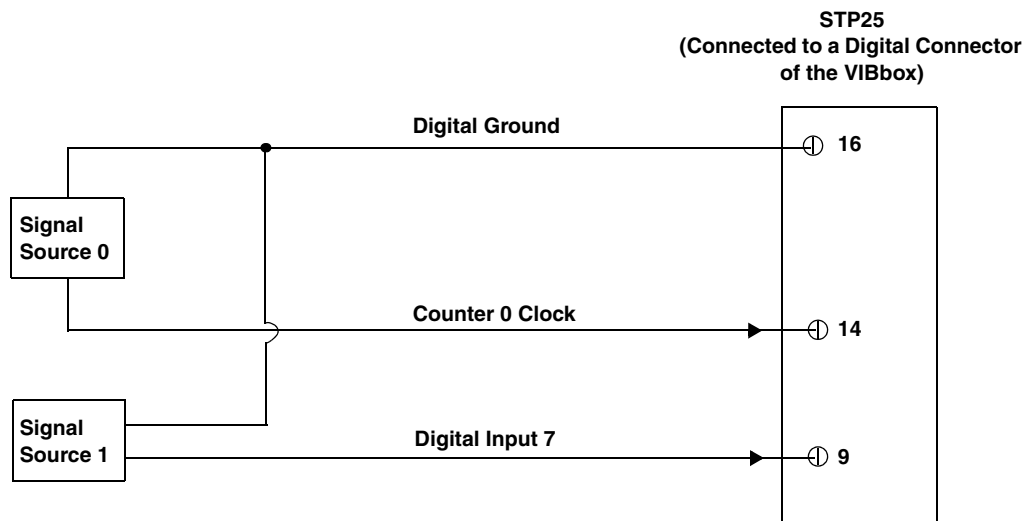 STP25
(Connected to a Digital Connector
of the VIBbox)
Digital Ground
16
Signal
Source 0
Counter 0 Clock
14
Signal
Source 1
Digital Input 7
9